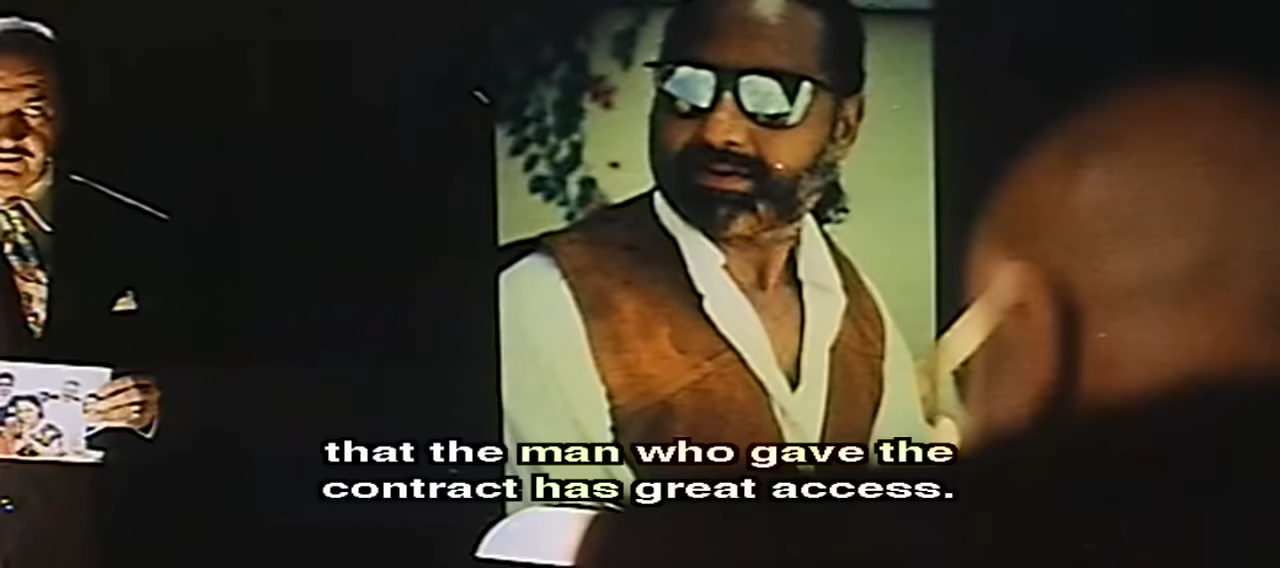 that the man who gave the
contract has great access.